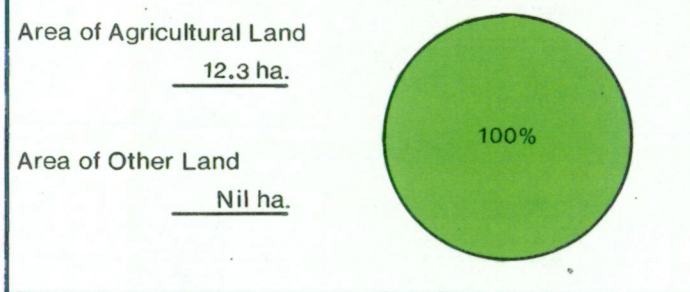 Area of Agricultural Land
12.3 ha.
100%
Area of Other Land
Nil ha.